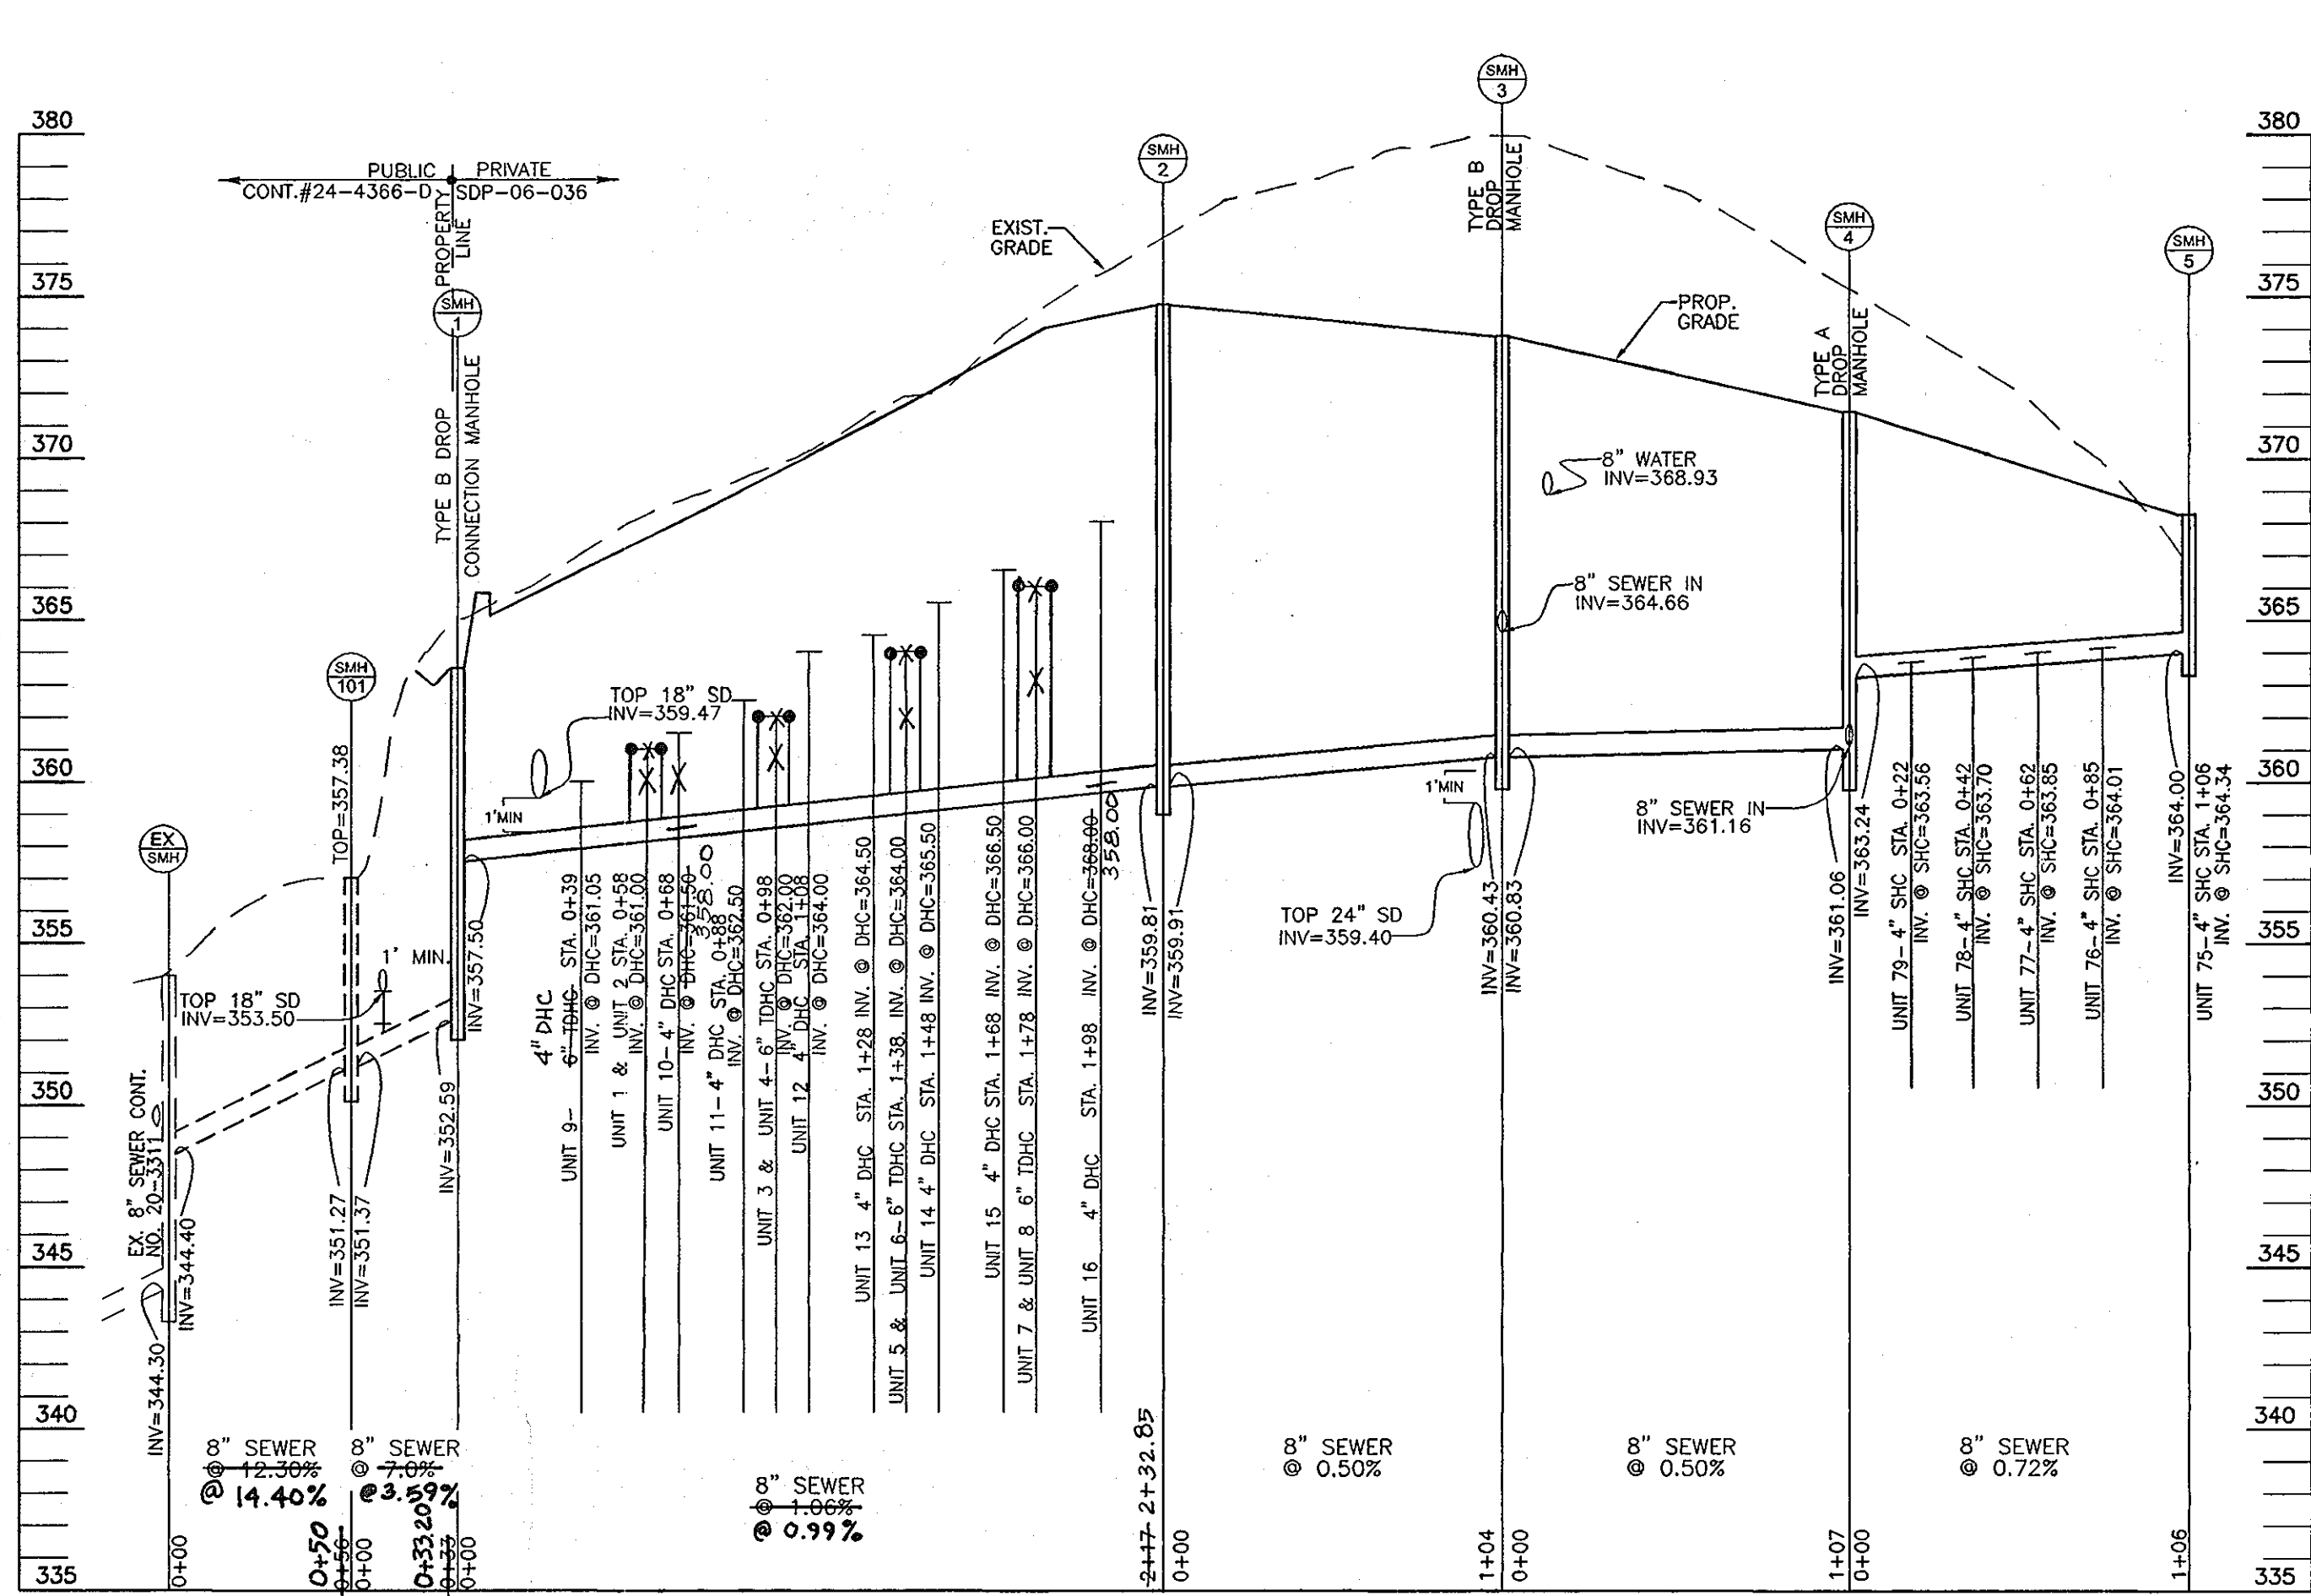 SMH
3
380
380
SMH
2
PUBLIC
PRIVATE
CONT.#24-4366-D
SDP-06-036
PROPERTY
LINE
TYPE B
DROP
MANHOLE
EXIST.
GRADE
SMH
4
SMH
5
375
375
SMH
1
PROP.
GRADE
TYPE A
DROP
MANHOLE
TYPE B DROP
CONNECTION MANHOLE
370
370
8" WATER
INV=368.93
365
365
8" SEWER IN
INV=364.66
SMH
101
TOP=357.38
TOP 18" SD
INV=359.47
1'MIN
360
360
1'MIN
8" SEWER IN
INV=361.16
EX
SMH
355
355
TOP 24" SD
INV=359.40
1' MIN.
TOP 18" SD
INV=353.50
350
350
EX. 8" SEWER CONT.
NO. 20-3311
INV=344.30
INV=344.40
INV=351.27
INV=351.37
INV=352.59
INV=357.50
4" DHC
UNIT 9- 6" TDHC STA. 0+39
INV. @ DHC=361.05
UNIT 1 & UNIT 2 STA. 0+58
INV. @ DHC=361.00
UNIT 10-4" DHC STA. 0+68
INV. @ DHC=361.50
358.00
UNIT 11-4" DHC STA. 0+88
INV. @ DHC=362.50
UNIT 3 & UNIT 4-6" TDHC STA. 0+98
INV. @ DHC=362.00
UNIT 12 4" DHC STA. 1+08
INV. @ DHC=364.00
UNIT 13 4" DHC STA. 1+28 INV. @ DHC=364.50
UNIT 5 & UNIT 6-6" TDHC STA. 1+38. INV. @ DHC=364.00
UNIT 14 4" DHC STA. 1+48 INV. @ DHC=365.50
UNIT 15 4" DHC STA. 1+68 INV. @ DHC=366.50
UNIT 7 & UNIT 8 6" TDHC STA. 1+78 INV. @ DHC=366.00
UNIT 16 4" DHC STA. 1+98 INV. @ DHC=368.00
358.00
INV=359.81
INV=359.91
INV=360.43
INV=360.83
INV=361.06
INV=363.24
UNIT 79-4" SHC STA. 0+22
INV. @ SHC=363.56
UNIT 78-4" SHC STA. 0+42
INV. @ SHC=363.70
UNIT 77-4" SHC STA. 0+62
INV. @ SHC=363.85
UNIT 76-4" SHC STA. 0+85
INV. @ SHC=364.01
INV=364.00
UNIT 75-4" SHC STA. 1+06
INV. @ SHC=364.34
345
345
340
340
8" SEWER
@ 12.30%
@ 14.40%
8" SEWER
@ 7.0%
@ 3.59%
8" SEWER
@ 1.06%
@ 0.99%
8" SEWER
@ 0.50%
8" SEWER
@ 0.50%
8" SEWER
@ 0.72%
335
335
0+00
0+50
0+56
0+00
0+33.20
0+33
0+00
2+17 2+32.85
0+00
1+04
0+00
1+07
0+00
1+06